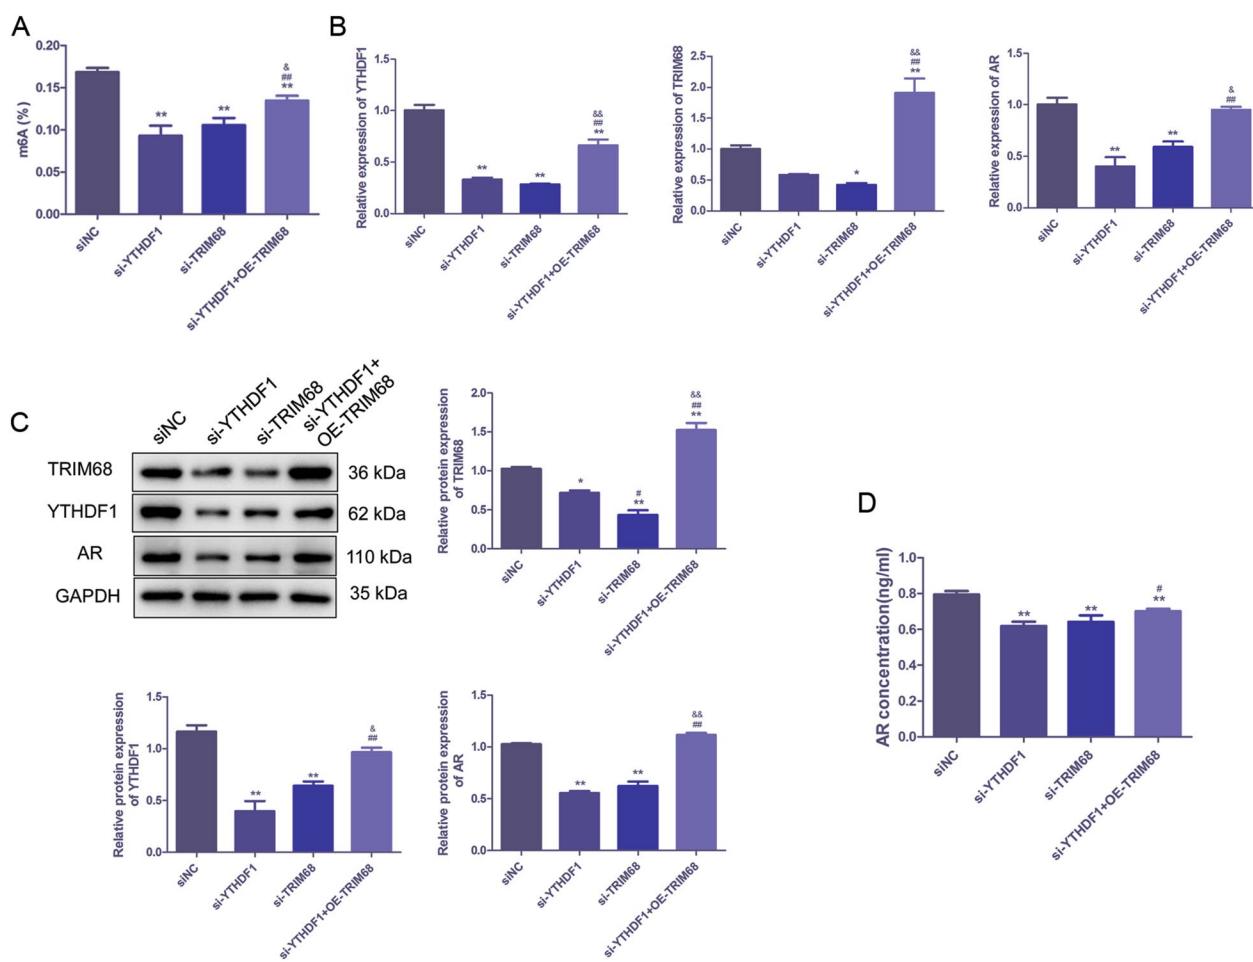 A
m6A (%)
0.20
0.15
0.10
0.05
0.00
**
**
&
##
**
siNC
si-YTHDF1
si-TRIM68
si-YTHDF1+OE-TRIM68
B
Relative expression of YTHDF1
1.5
1.0
0.5
0.0
**
**
&&
##
**
siNC
si-YTHDF1
si-TRIM68
si-YTHDF1+OE-TRIM68
Relative expression of TRIM68
2.5
2.0
1.5
1.0
0.5
0.0
*
&&
##
**
siNC
si-YTHDF1
si-TRIM68
si-YTHDF1+OE-TRIM68
Relative expression of AR
1.5
1.0
0.5
0.0
**
**
&
##
siNC
si-YTHDF1
si-TRIM68
si-YTHDF1+OE-TRIM68
C
siNC
si-YTHDF1
si-TRIM68
si-YTHDF1+
OE-TRIM68
TRIM68
36 kDa
YTHDF1
62 kDa
AR
110 kDa
GAPDH
35 kDa
Relative protein expression
of TRIM68
2.0
1.5
1.0
0.5
0.0
*
#
**
&&
##
**
siNC
si-YTHDF1
si-TRIM68
si-YTHDF1+OE-TRIM68
Relative protein expression
of YTHDF1
1.5
1.0
0.5
0.0
**
**
&
##
siNC
si-YTHDF1
si-TRIM68
si-YTHDF1+OE-TRIM68
Relative protein expression
of AR
1.5
1.0
0.5
0.0
**
**
&&
##
siNC
si-YTHDF1
si-TRIM68
si-YTHDF1+OE-TRIM68
D
AR concentration(ng/ml)
1.0
0.8
0.6
0.4
0.2
0.0
**
**
#
**
siNC
si-YTHDF1
si-TRIM68
si-YTHDF1+OE-TRIM68